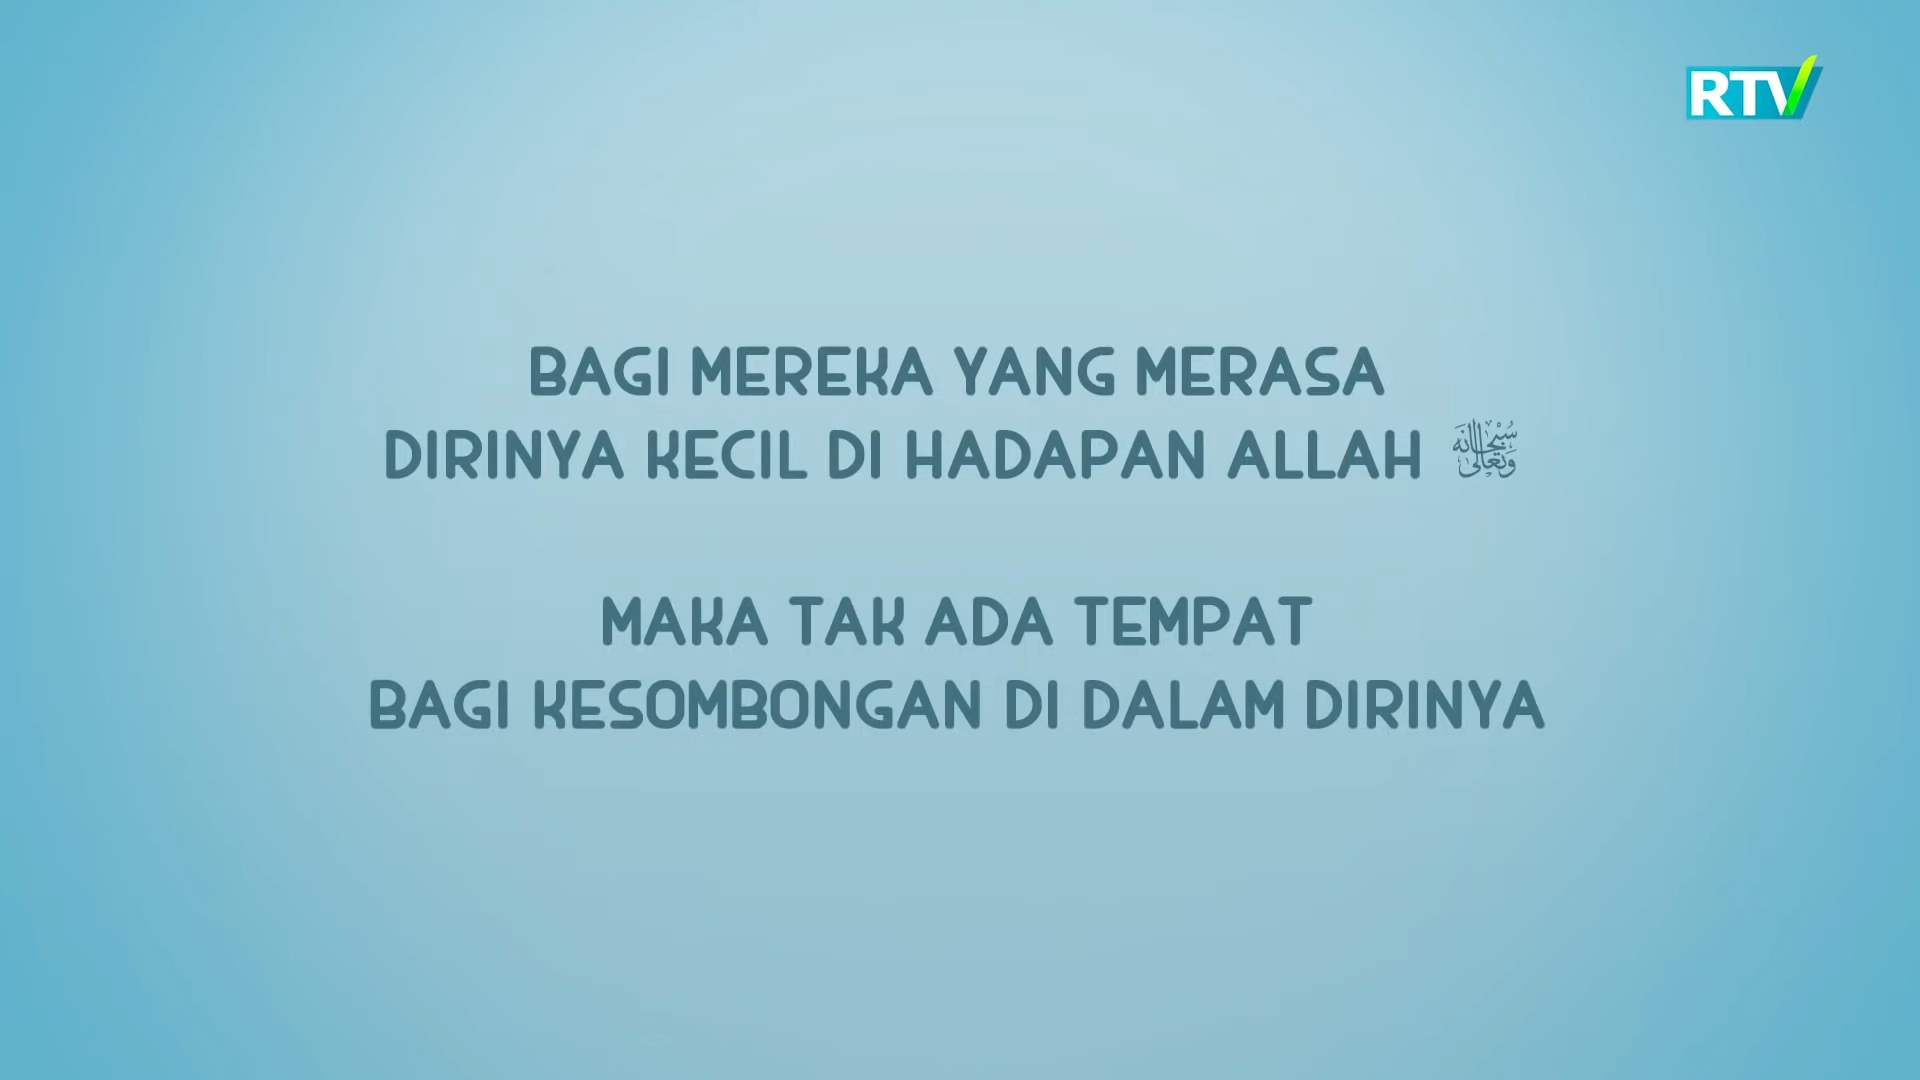 RTV
BAGI MEREKA YANG MERASA
DIRINYA KECIL DI HADAPAN ALLAH سُبْحَانَهُ وَتَعَالَى
MAKA TAK ADA TEMPAT
BAGI KESOMBONGAN DI DALAM DIRINYA